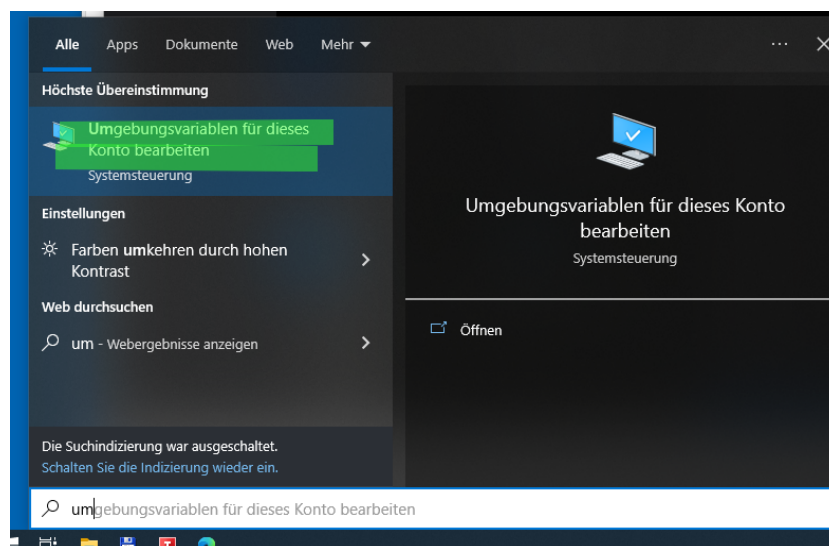 Alle Apps Dokumente Web Mehr
Höchste Übereinstimmung
Umgebungsvariablen für dieses
Konto bearbeiten
Systemsteuerung
Einstellungen
Farben umkehren durch hohen
Kontrast
Web durchsuchen
um - Webergebnisse anzeigen
Die Suchindizierung war ausgeschaltet.
Schalten Sie die Indizierung wieder ein.
Umgebungsvariablen für dieses Konto
bearbeiten
Systemsteuerung
Öffnen
umgebungsvariablen für dieses Konto bearbeiten